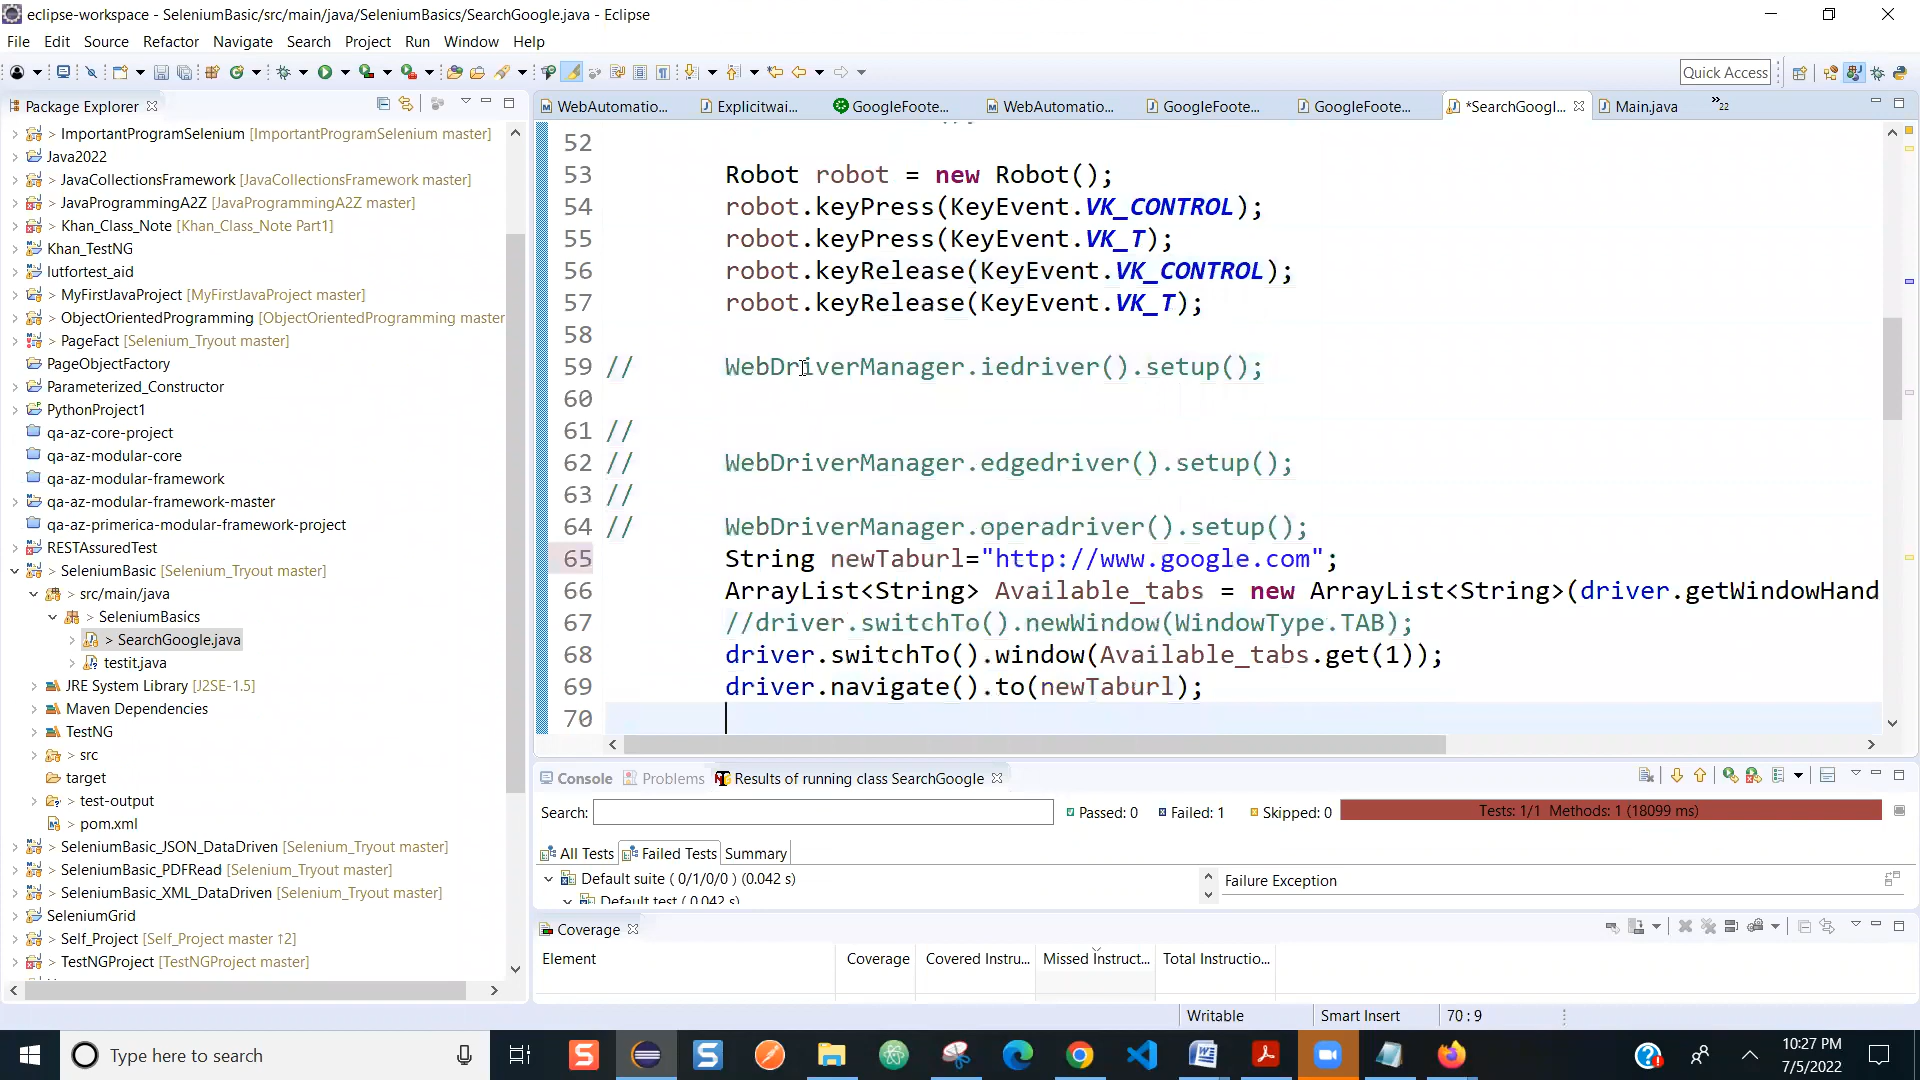 eclipse-workspace - SeleniumBasic/src/main/java/SeleniumBasics/SearchGoogle.java - Eclipse
File Edit Source Refactor Navigate Search Project Run Window Help
Quick Access
Package Explorer
WebAutomatio... Explicitwai... GoogleFoote... WebAutomatio... GoogleFoote... GoogleFoote... *SearchGoogl... Main.java »22
> ImportantProgramSelenium [ImportantProgramSelenium master]
Java2022
> JavaCollectionsFramework [JavaCollectionsFramework master]
> JavaProgrammingA2Z [JavaProgrammingA2Z master]
> Khan_Class_Note [Khan_Class_Note Part1]
Khan_TestNG
lutfortest_aid
> MyFirstJavaProject [MyFirstJavaProject master]
> ObjectOrientedProgramming [ObjectOrientedProgramming master
> PageFact [Selenium_Tryout master]
PageObjectFactory
Parameterized_Constructor
PythonProject1
qa-az-core-project
qa-az-modular-core
qa-az-modular-framework
qa-az-modular-framework-master
qa-az-primerica-modular-framework-project
RESTAssuredTest
> SeleniumBasic [Selenium_Tryout master]
> src/main/java
> SeleniumBasics
> SearchGoogle.java
testit.java
JRE System Library [J2SE-1.5]
Maven Dependencies
TestNG
> src
target
> test-output
> pom.xml
> SeleniumBasic_JSON_DataDriven [Selenium_Tryout master]
> SeleniumBasic_PDFRead [Selenium_Tryout master]
> SeleniumBasic_XML_DataDriven [Selenium_Tryout master]
SeleniumGrid
> Self_Project [Self_Project master ↑2]
> TestNGProject [TestNGProject master]
52
53 Robot robot = new Robot();
54 robot.keyPress(KeyEvent.VK_CONTROL);
55 robot.keyPress(KeyEvent.VK_T);
56 robot.keyRelease(KeyEvent.VK_CONTROL);
57 robot.keyRelease(KeyEvent.VK_T);
58
59 // WebDriverManager.iedriver().setup();
60
61 //
62 // WebDriverManager.edgedriver().setup();
63 //
64 // WebDriverManager.operadriver().setup();
65 String newTaburl="http://www.google.com";
66 ArrayList<String> Available_tabs = new ArrayList<String>(driver.getWindowHand
67 //driver.switchTo().newWindow(WindowType.TAB);
68 driver.switchTo().window(Available_tabs.get(1));
69 driver.navigate().to(newTaburl);
70
Console Problems Results of running class SearchGoogle
Search: Passed: 0 Failed: 1 Skipped: 0 Tests: 1/1 Methods: 1 (18099 ms)
All Tests Failed Tests Summary
Default suite ( 0/1/0/0 ) (0.042 s)
Default test ( 0.042 s)
Failure Exception
Coverage
Element Coverage Covered Instru... Missed Instruct... Total Instructio...
Writable Smart Insert 70 : 9
Type here to search
10:27 PM
7/5/2022